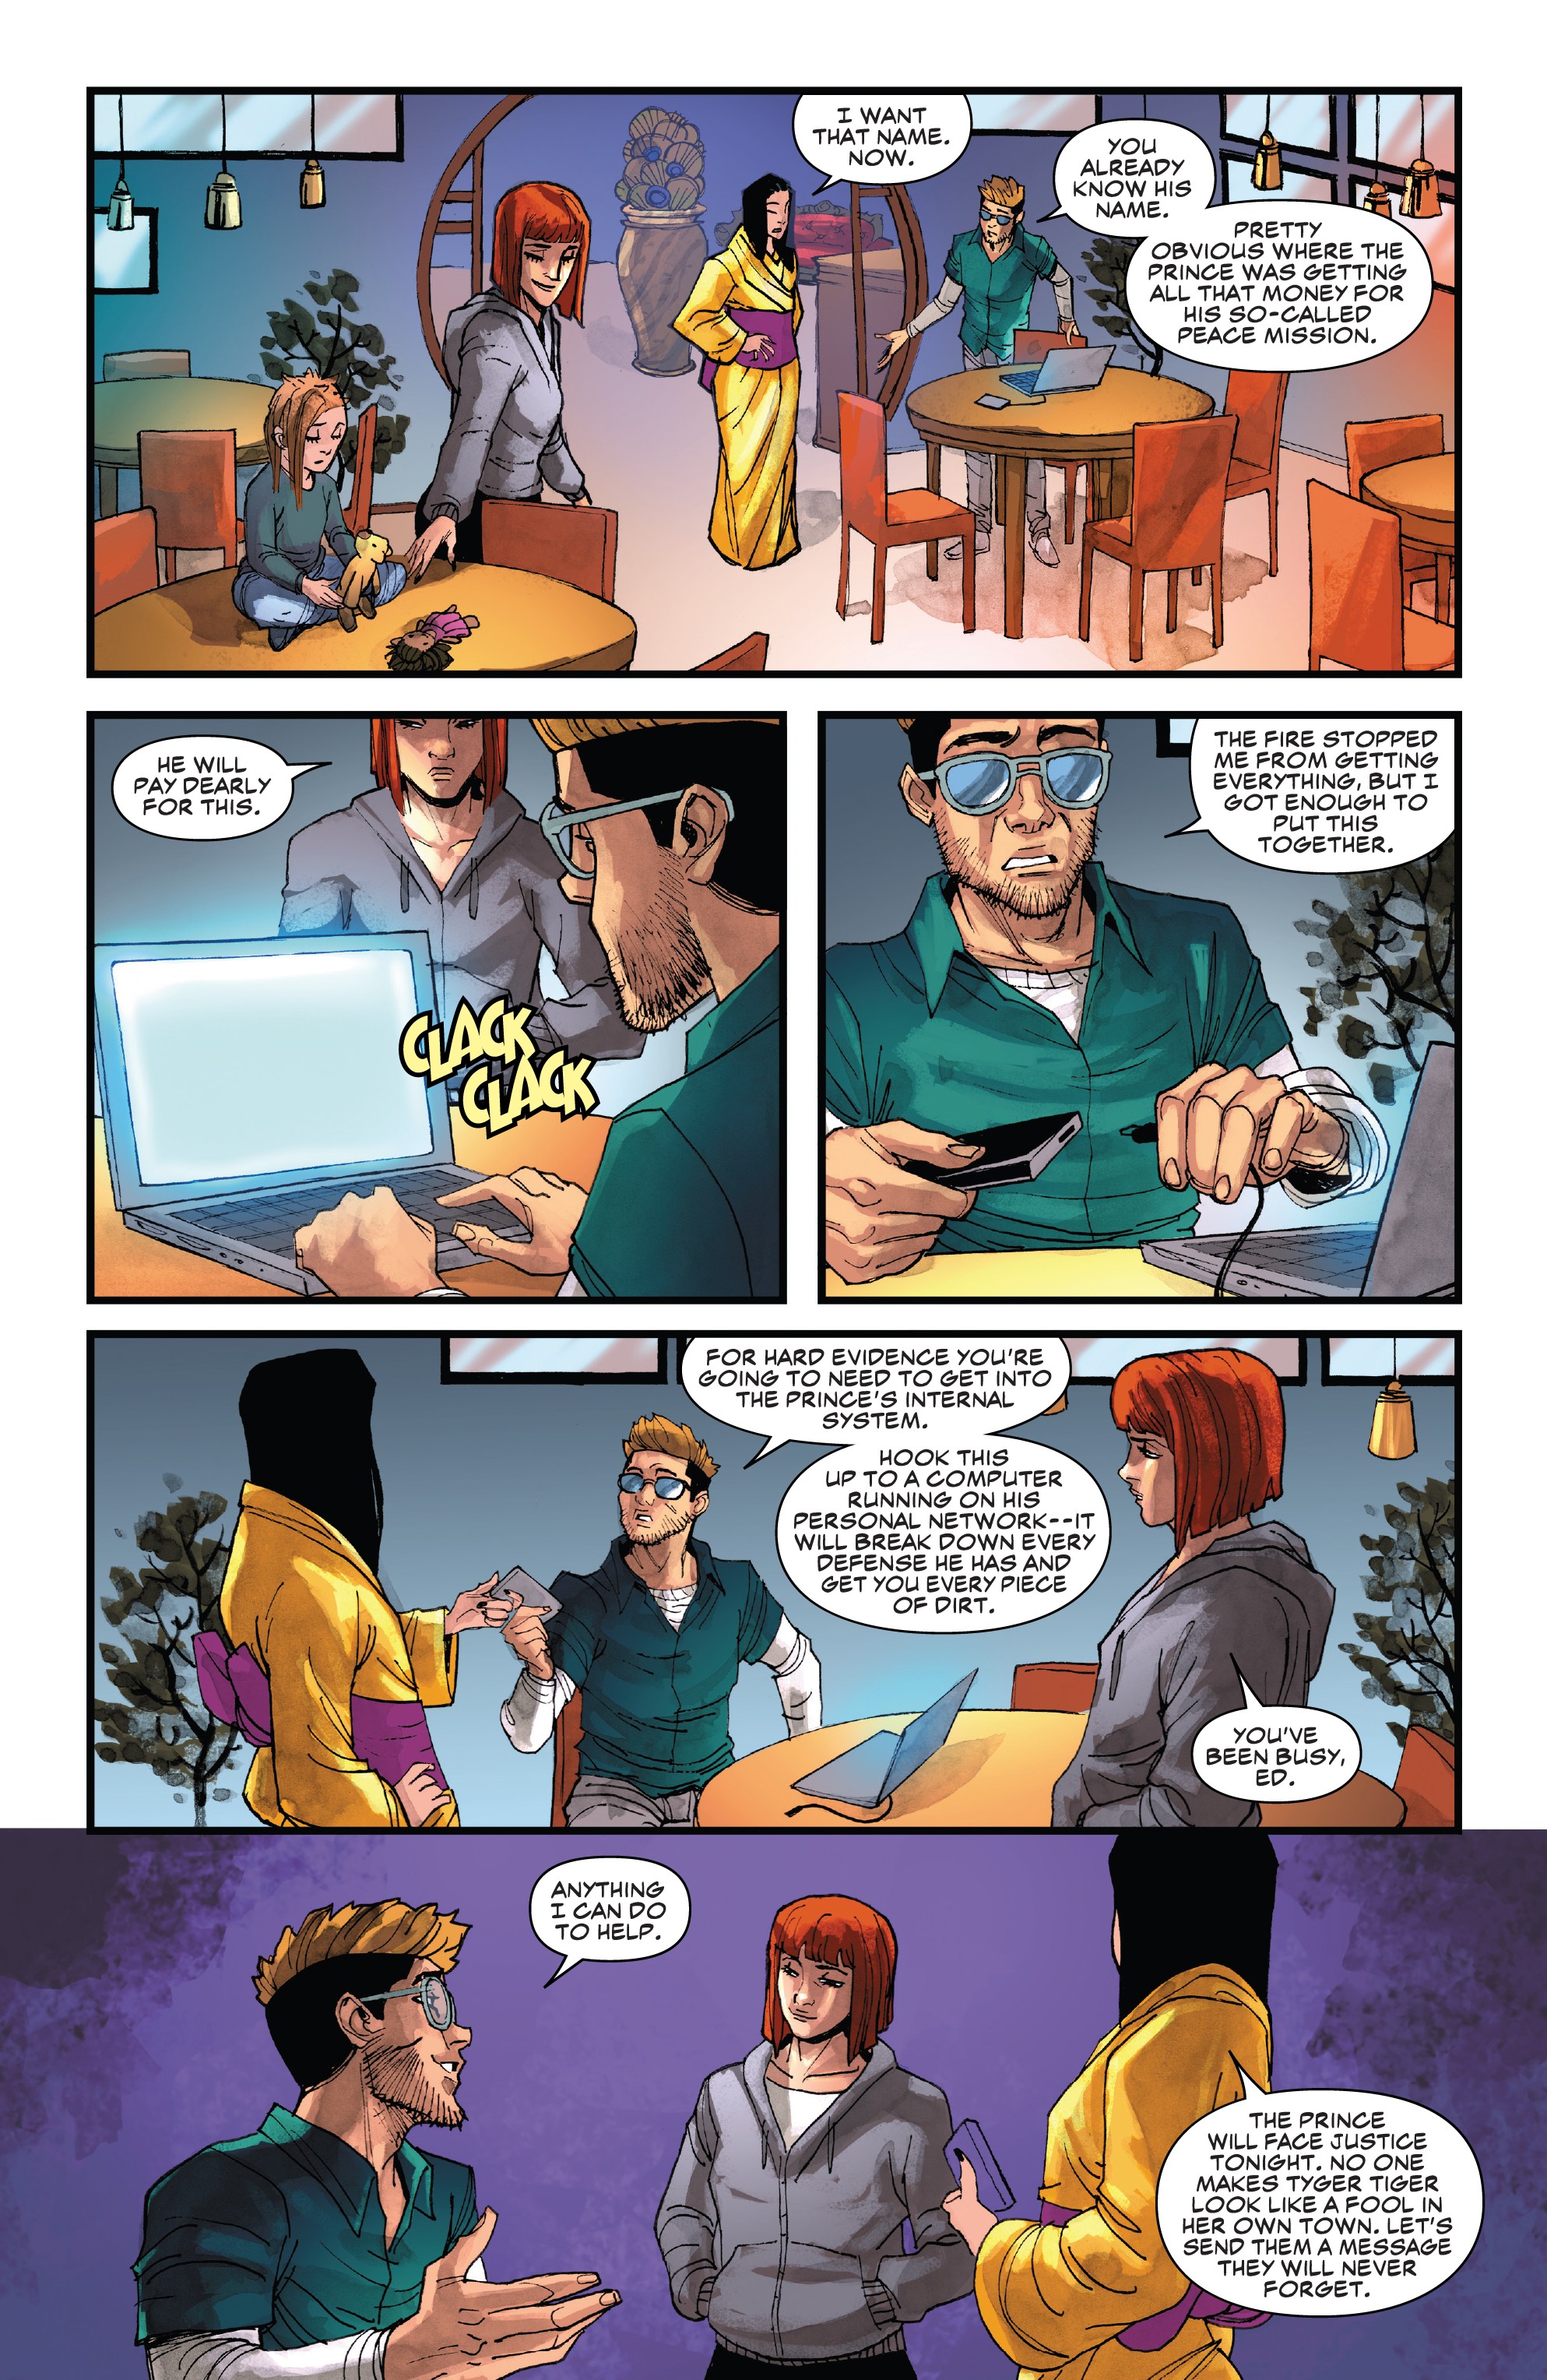 I WANT
THAT NAME.
NOW.
YOU
ALREADY
KNOW HIS
NAME.
PRETTY
OBVIOUS WHERE THE
PRINCE WAS GETTING
ALL THAT MONEY FOR
HIS SO-CALLED
PEACE MISSION.
HE WILL
PAY DEARLY
FOR THIS.
CLACK
CLACK
THE FIRE STOPPED
ME FROM GETTING
EVERYTHING, BUT I
GOT ENOUGH TO
PUT THIS
TOGETHER.
FOR HARD EVIDENCE YOU'RE
GOING TO NEED TO GET INTO
THE PRINCE'S INTERNAL
SYSTEM.
HOOK THIS
UP TO A COMPUTER
RUNNING ON HIS
PERSONAL NETWORK--IT
WILL BREAK DOWN EVERY
DEFENSE HE HAS AND
GET YOU EVERY PIECE
OF DIRT.
YOU'VE
BEEN BUSY,
ED.
ANYTHING
I CAN DO
TO HELP.
THE PRINCE
WILL FACE JUSTICE
TONIGHT. NO ONE
MAKES TYGER TIGER
LOOK LIKE A FOOL IN
HER OWN TOWN. LET'S
SEND THEM A MESSAGE
THEY WILL NEVER
FORGET.